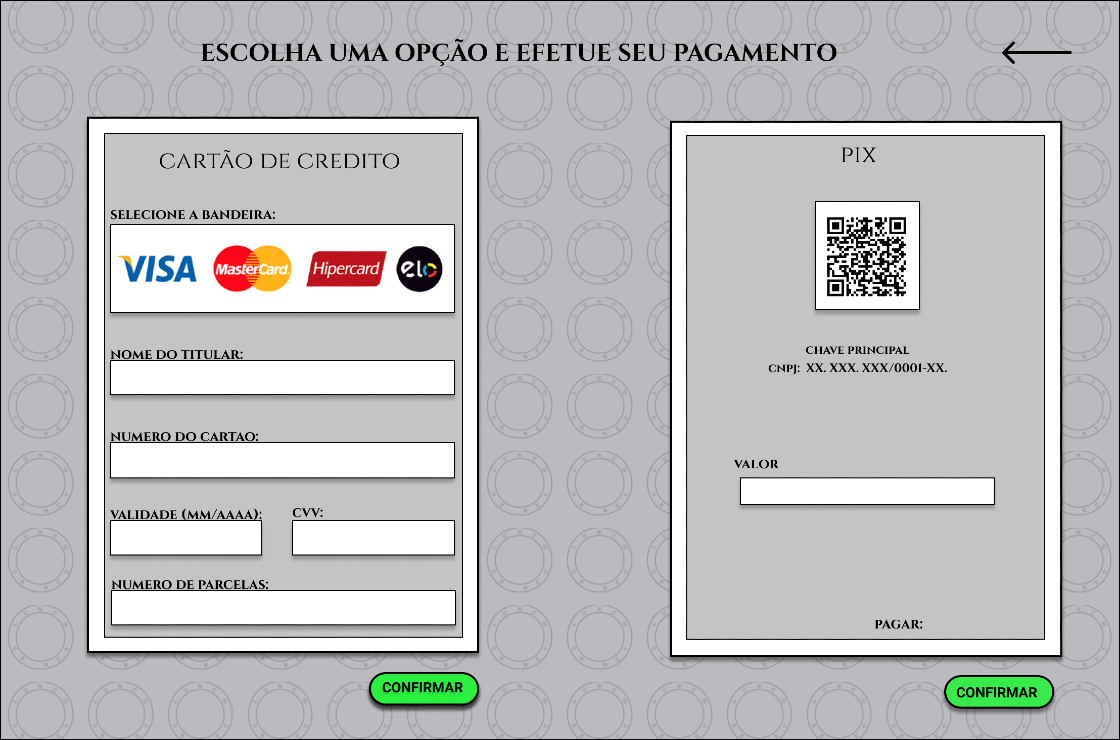 ESCOLHA UMA OPÇÃO E EFETUE SEU PAGAMENTO
CARTÃO DE CREDITO
SELECIONE A BANDEIRA:
VISA
MasterCard
Hipercard
elo
NOME DO TITULAR:
NUMERO DO CARTAO:
VALIDADE (MM/AAAA):
CVV:
NUMERO DE PARCELAS:
CONFIRMAR
PIX
CHAVE PRINCIPAL
CNPJ: XX. XXX. XXX/0001-XX.
VALOR
PAGAR:
CONFIRMAR